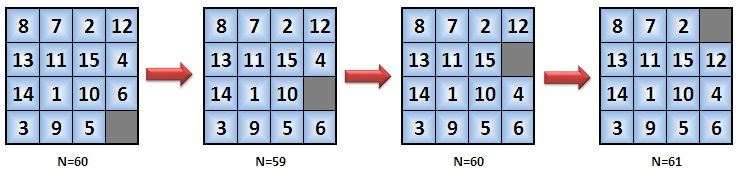 8 7 2 12
13 11 15 4
14 1 10 6
3 9 5
N=60
8 7 2 12
13 11 15 4
14 1 10
3 9 5 6
N=59
8 7 2 12
13 11 15
14 1 10 4
3 9 5 6
N=60
8 7 2
13 11 15 12
14 1 10 4
3 9 5 6
N=61